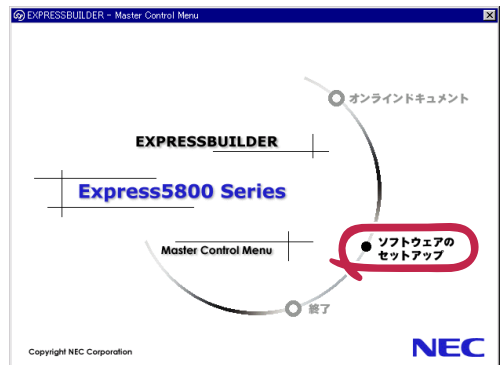 EXPRESSBUILDER - Master Control Menu
オンラインドキュメント
EXPRESSBUILDER
Express5800 Series
Master Control Menu
ソフトウェアの
セットアップ
終了
Copyright NEC Corporation
NEC